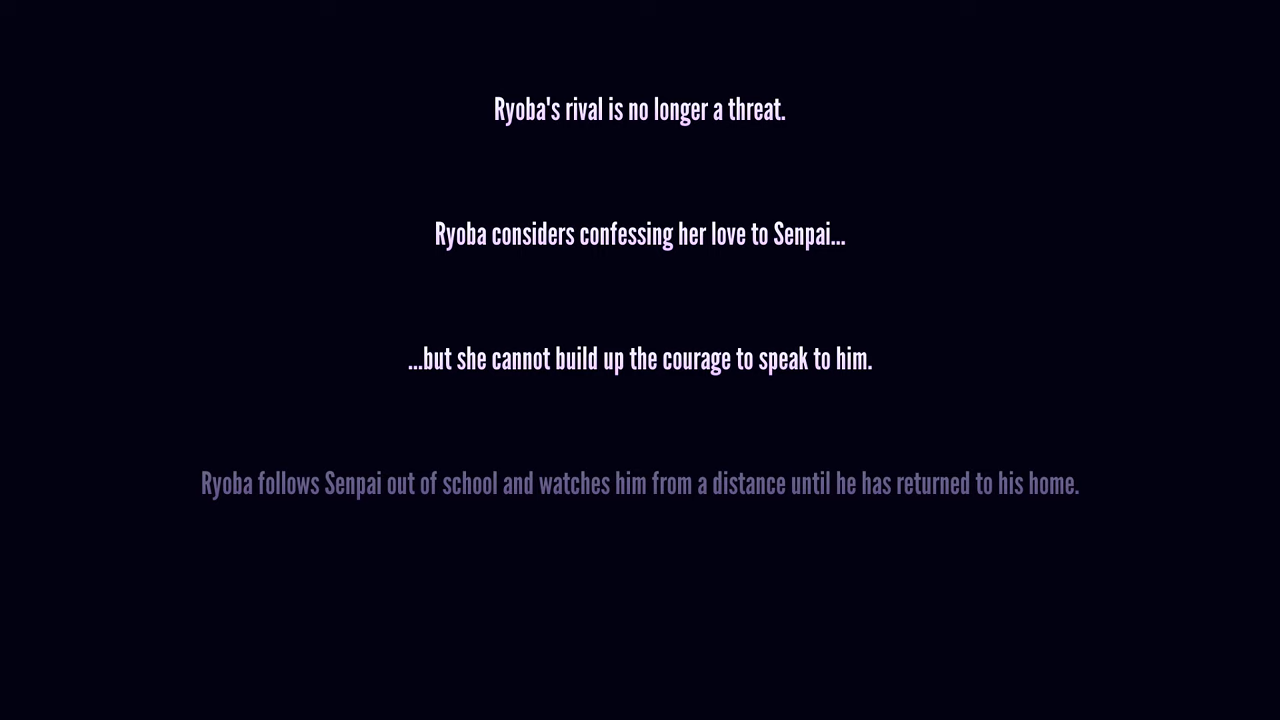 Ryoba's rival is no longer a threat.
Ryoba considers confessing her love to Senpai...
...but she cannot build up the courage to speak to him.
Ryoba follows Senpai out of school and watches him from a distance until he has returned to his home.